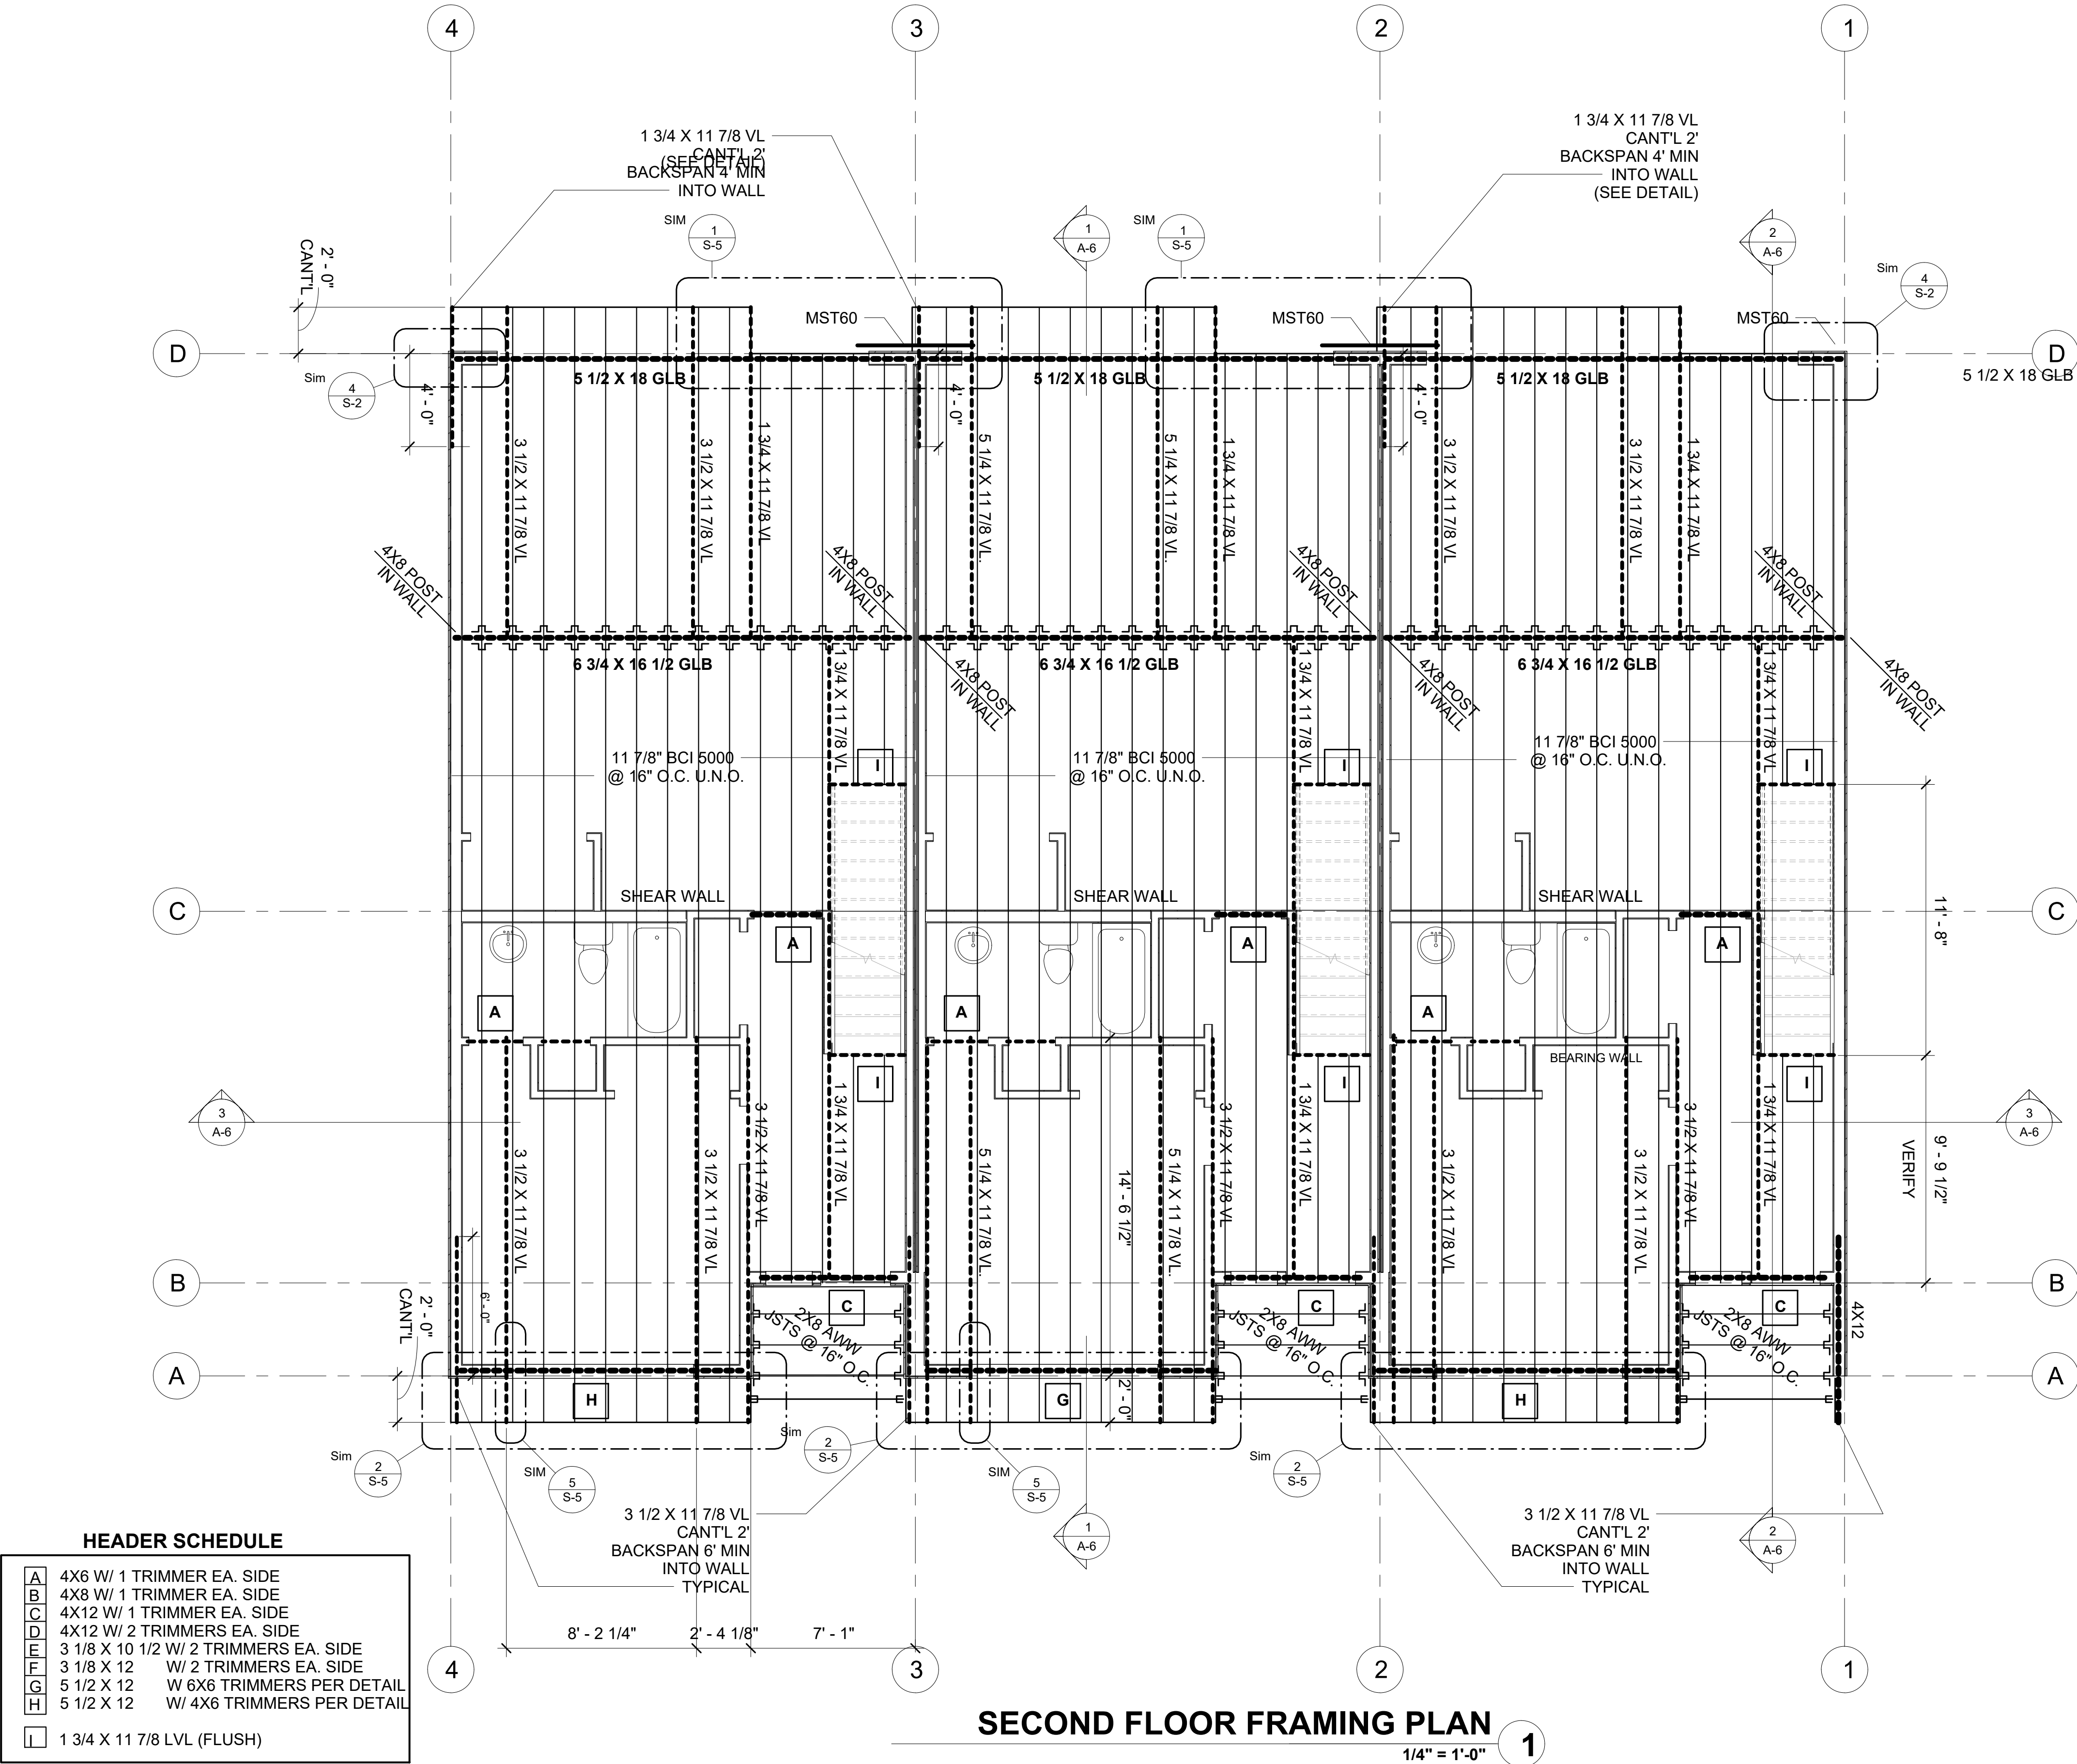 4
3
2
1
1 3/4 X 11 7/8 VL
CANT'L 2'
(SEE DETAIL)
BACKSPAN 4' MIN
INTO WALL
1 3/4 X 11 7/8 VL
CANT'L 2'
BACKSPAN 4' MIN
INTO WALL
(SEE DETAIL)
SIM
1
S-5
1
A-6
SIM
1
S-5
2
A-6
Sim
4
S-2
2' - 0"
CANT'L
MST60
MST60
MST60
D
D
Sim
4
S-2
4' - 0"
5 1/2 X 18 GLB
4' - 0"
5 1/2 X 18 GLB
4' - 0"
5 1/2 X 18 GLB
5 1/2 X 18 GLB
3 1/2 X 11 7/8 VL
3 1/2 X 11 7/8 VL
1 3/4 X 11 7/8 VL
5 1/4 X 11 7/8 VL.
5 1/4 X 11 7/8 VL.
1 3/4 X 11 7/8 VL
3 1/2 X 11 7/8 VL
3 1/2 X 11 7/8 VL
1 3/4 X 11 7/8 VL
4X8 POST
IN WALL
4X8 POST
IN WALL
4X8 POST
IN WALL
4X8 POST
IN WALL
6 3/4 X 16 1/2 GLB
6 3/4 X 16 1/2 GLB
6 3/4 X 16 1/2 GLB
4X8 POST
IN WALL
4X8 POST
IN WALL
4X8 POST
IN WALL
1 3/4 X 11 7/8 VL
1 3/4 X 11 7/8 VL
1 3/4 X 11 7/8 VL
11 7/8" BCI 5000
@ 16" O.C. U.N.O.
11 7/8" BCI 5000
@ 16" O.C. U.N.O.
11 7/8" BCI 5000
@ 16" O.C. U.N.O.
I
I
I
SHEAR WALL
SHEAR WALL
SHEAR WALL
C
C
11' - 8"
A
A
A
A
A
A
BEARING WALL
I
I
I
3
A-6
3
A-6
3 1/2 X 11 7/8 VL
3 1/2 X 11 7/8 VL
3 1/2 X 11 7/8 VL
1 3/4 X 11 7/8 VL
5 1/4 X 11 7/8 VL.
14' - 6 1/2"
5 1/4 X 11 7/8 VL.
3 1/2 X 11 7/8 VL
1 3/4 X 11 7/8 VL
3 1/2 X 11 7/8 VL
3 1/2 X 11 7/8 VL
3 1/2 X 11 7/8 VL
1 3/4 X 11 7/8 VL
9' - 9 1/2"
VERIFY
B
B
2' - 0"
CANT'L
6' - 0"
C
C
C
2X8 AWW
JSTS @ 16" O.C.
2X8 AWW
JSTS @ 16" O.C.
2X8 AWW
JSTS @ 16" O.C.
4X12
A
A
H
G
2' - 0"
H
Sim
2
S-5
SIM
5
S-5
Sim
2
S-5
SIM
5
S-5
Sim
2
S-5
3 1/2 X 11 7/8 VL
CANT'L 2'
BACKSPAN 6' MIN
INTO WALL
TYPICAL
1
A-6
3 1/2 X 11 7/8 VL
CANT'L 2'
BACKSPAN 6' MIN
INTO WALL
TYPICAL
2
A-6
8' - 2 1/4"
2' - 4 1/8"
7' - 1"
4
3
2
1
HEADER SCHEDULE
A 4X6 W/ 1 TRIMMER EA. SIDE
B 4X8 W/ 1 TRIMMER EA. SIDE
C 4X12 W/ 1 TRIMMER EA. SIDE
D 4X12 W/ 2 TRIMMERS EA. SIDE
E 3 1/8 X 10 1/2 W/ 2 TRIMMERS EA. SIDE
F 3 1/8 X 12 W/ 2 TRIMMERS EA. SIDE
G 5 1/2 X 12 W 6X6 TRIMMERS PER DETAIL
H 5 1/2 X 12 W/ 4X6 TRIMMERS PER DETAIL
I 1 3/4 X 11 7/8 LVL (FLUSH)
SECOND FLOOR FRAMING PLAN
1
1/4" = 1'-0"